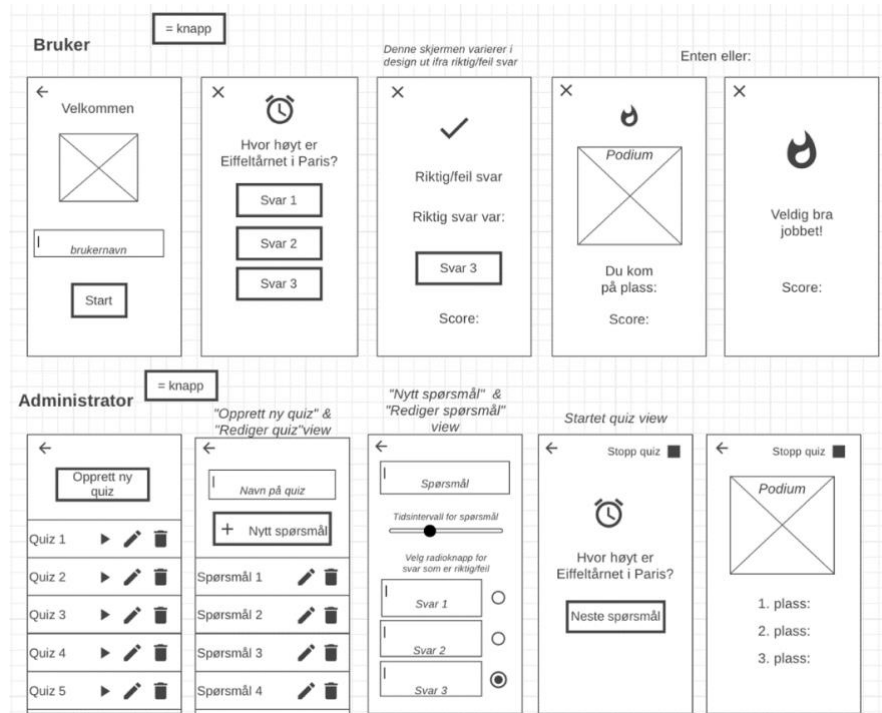 Bruker
= knapp
Denne skjermen varierer i
design ut ifra riktig/feil svar
Enten eller:
Velkommen
brukernavn
Start
Hvor høyt er
Eiffeltårnet i Paris?
Svar 1
Svar 2
Svar 3
Riktig/feil svar
Riktig svar var:
Svar 3
Score:
Podium
Du kom
på plass:
Score:
Veldig bra
jobbet!
Score:
Administrator
= knapp
"Opprett ny quiz" &
"Rediger quiz"view
"Nytt spørsmål" &
"Rediger spørsmål"
view
Startet quiz view
Opprett ny
quiz
Quiz 1
Quiz 2
Quiz 3
Quiz 4
Quiz 5
Navn på quiz
+ Nytt spørsmål
Spørsmål 1
Spørsmål 2
Spørsmål 3
Spørsmål 4
Spørsmål
Tidsintervall for spørsmål
Velg radioknapp for
svar som er riktig/feil
Svar 1
Svar 2
Svar 3
Stopp quiz
Hvor høyt er
Eiffeltårnet i Paris?
Neste spørsmål
Stopp quiz
Podium
1. plass:
2. plass:
3. plass: